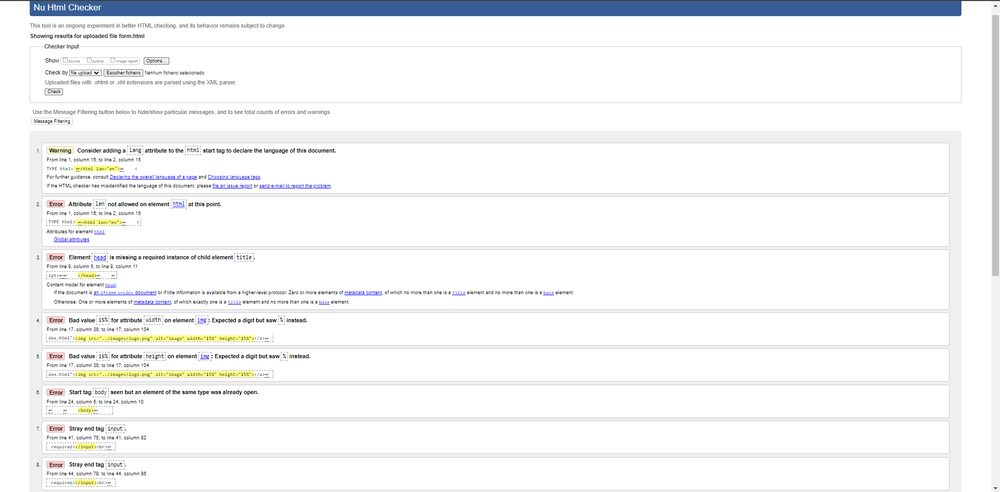 Nu Html Checker
This tool is an ongoing experiment in better HTML checking, and its behavior remains subject to change
Showing results for uploaded file form.html
Checker Input
Show source outline image report Options...
Check by file upload Escolher ficheiro Nenhum ficheiro selecionado
Uploaded files with .xhtml or .xht extensions are parsed using the XML parser.
Check
Use the Message Filtering button below to hide/show particular messages, and to see total counts of errors and warnings.
Message Filtering
1. Warning Consider adding a lang attribute to the html start tag to declare the language of this document.
From line 1, column 16; to line 2, column 15
TYPE html> ↩<html lan="en">↩ <
For further guidance, consult Declaring the overall language of a page and Choosing language tags.
If the HTML checker has misidentified the language of this document, please file an issue report or send e-mail to report the problem.
2. Error Attribute lan not allowed on element html at this point.
From line 1, column 16; to line 2, column 15
TYPE html> ↩<html lan="en">↩ <
Attributes for element html:
Global attributes
3. Error Element head is missing a required instance of child element title.
From line 9, column 5; to line 9, column 11
ipt>↩↩ </head>↩ ↩
Content model for element head:
If the document is an iframe srcdoc document or if title information is available from a higher-level protocol: Zero or more elements of metadata content, of which no more than one is a title element and no more than one is a base element.
Otherwise: One or more elements of metadata content, of which exactly one is a title element and no more than one is a base element.
4. Error Bad value 15% for attribute width on element img: Expected a digit but saw % instead.
From line 17, column 38; to line 17, column 104
dex.html"><img src="../images/logo.png" alt="image" width="15%" height="15%"></a>↩
5. Error Bad value 15% for attribute height on element img: Expected a digit but saw % instead.
From line 17, column 38; to line 17, column 104
dex.html"><img src="../images/logo.png" alt="image" width="15%" height="15%"></a>↩
6. Error Start tag body seen but an element of the same type was already open.
From line 24, column 5; to line 24, column 10
↩ ↩ <body>↩
7. Error Stray end tag input.
From line 41, column 75; to line 41, column 82
required></input><br>↩
8. Error Stray end tag input.
From line 44, column 79; to line 44, column 86
required></input><br>↩